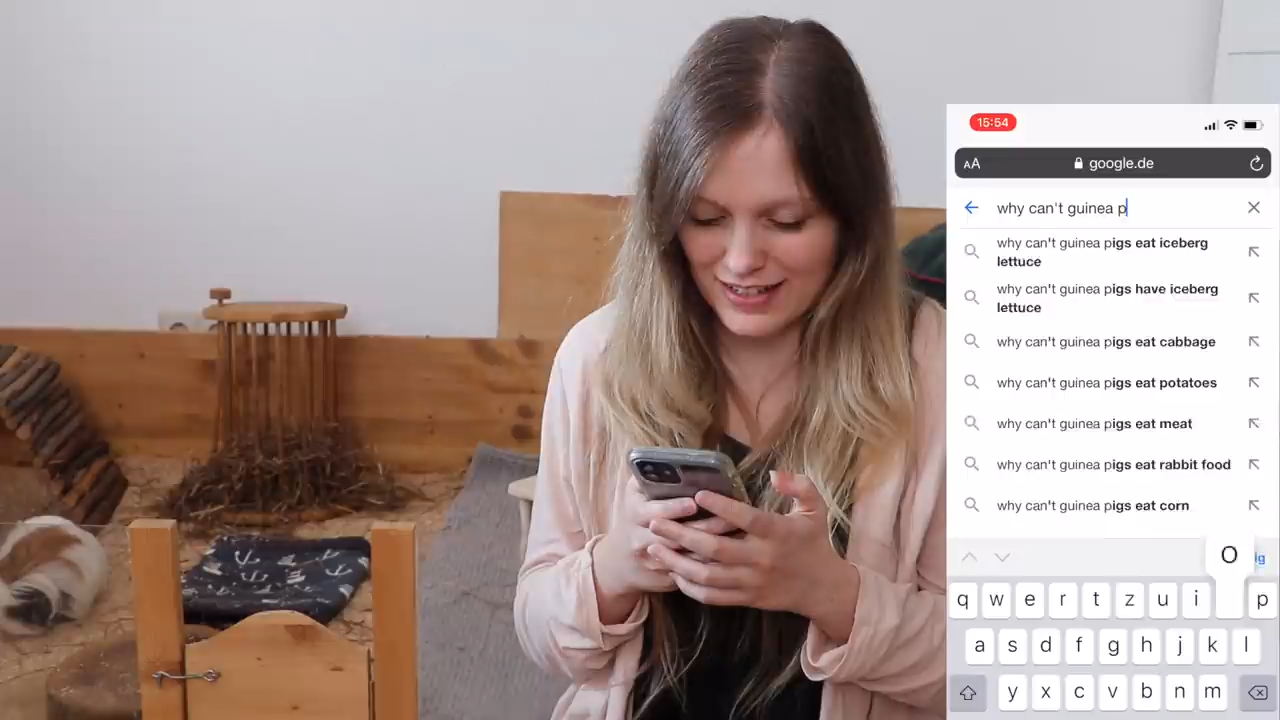 15:54
AA google.de
why can't guinea p
why can't guinea pigs eat iceberg
lettuce
why can't guinea pigs have iceberg
lettuce
why can't guinea pigs eat cabbage
why can't guinea pigs eat potatoes
why can't guinea pigs eat meat
why can't guinea pigs eat rabbit food
why can't guinea pigs eat corn
O
q w e r t z u i p
a s d f g h j k l
y x c v b n m